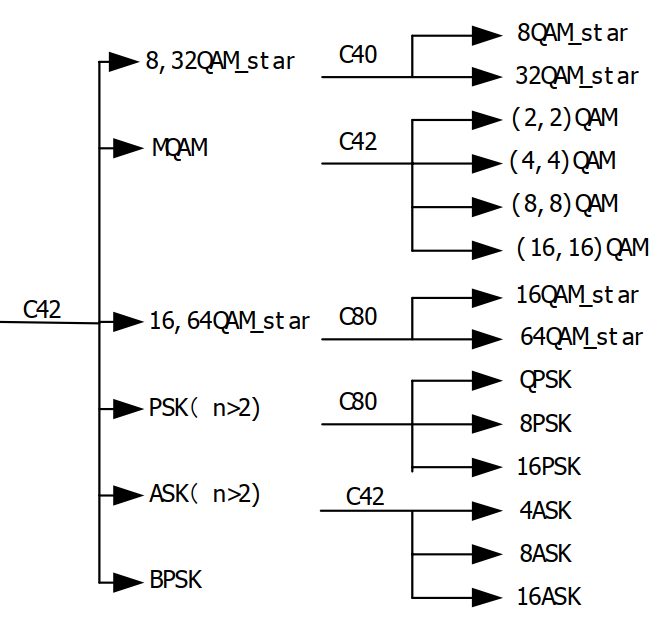 8QAM_star
8,32QAM_star
C40
32QAM_star
(2,2)QAM
MQAM
C42
(4,4)QAM
(8,8)QAM
(16,16)QAM
C42
16QAM_star
16,64QAM_star
C80
64QAM_star
QPSK
PSK( n>2)
C80
8PSK
16PSK
ASK( n>2)
C42
4ASK
8ASK
BPSK
16ASK